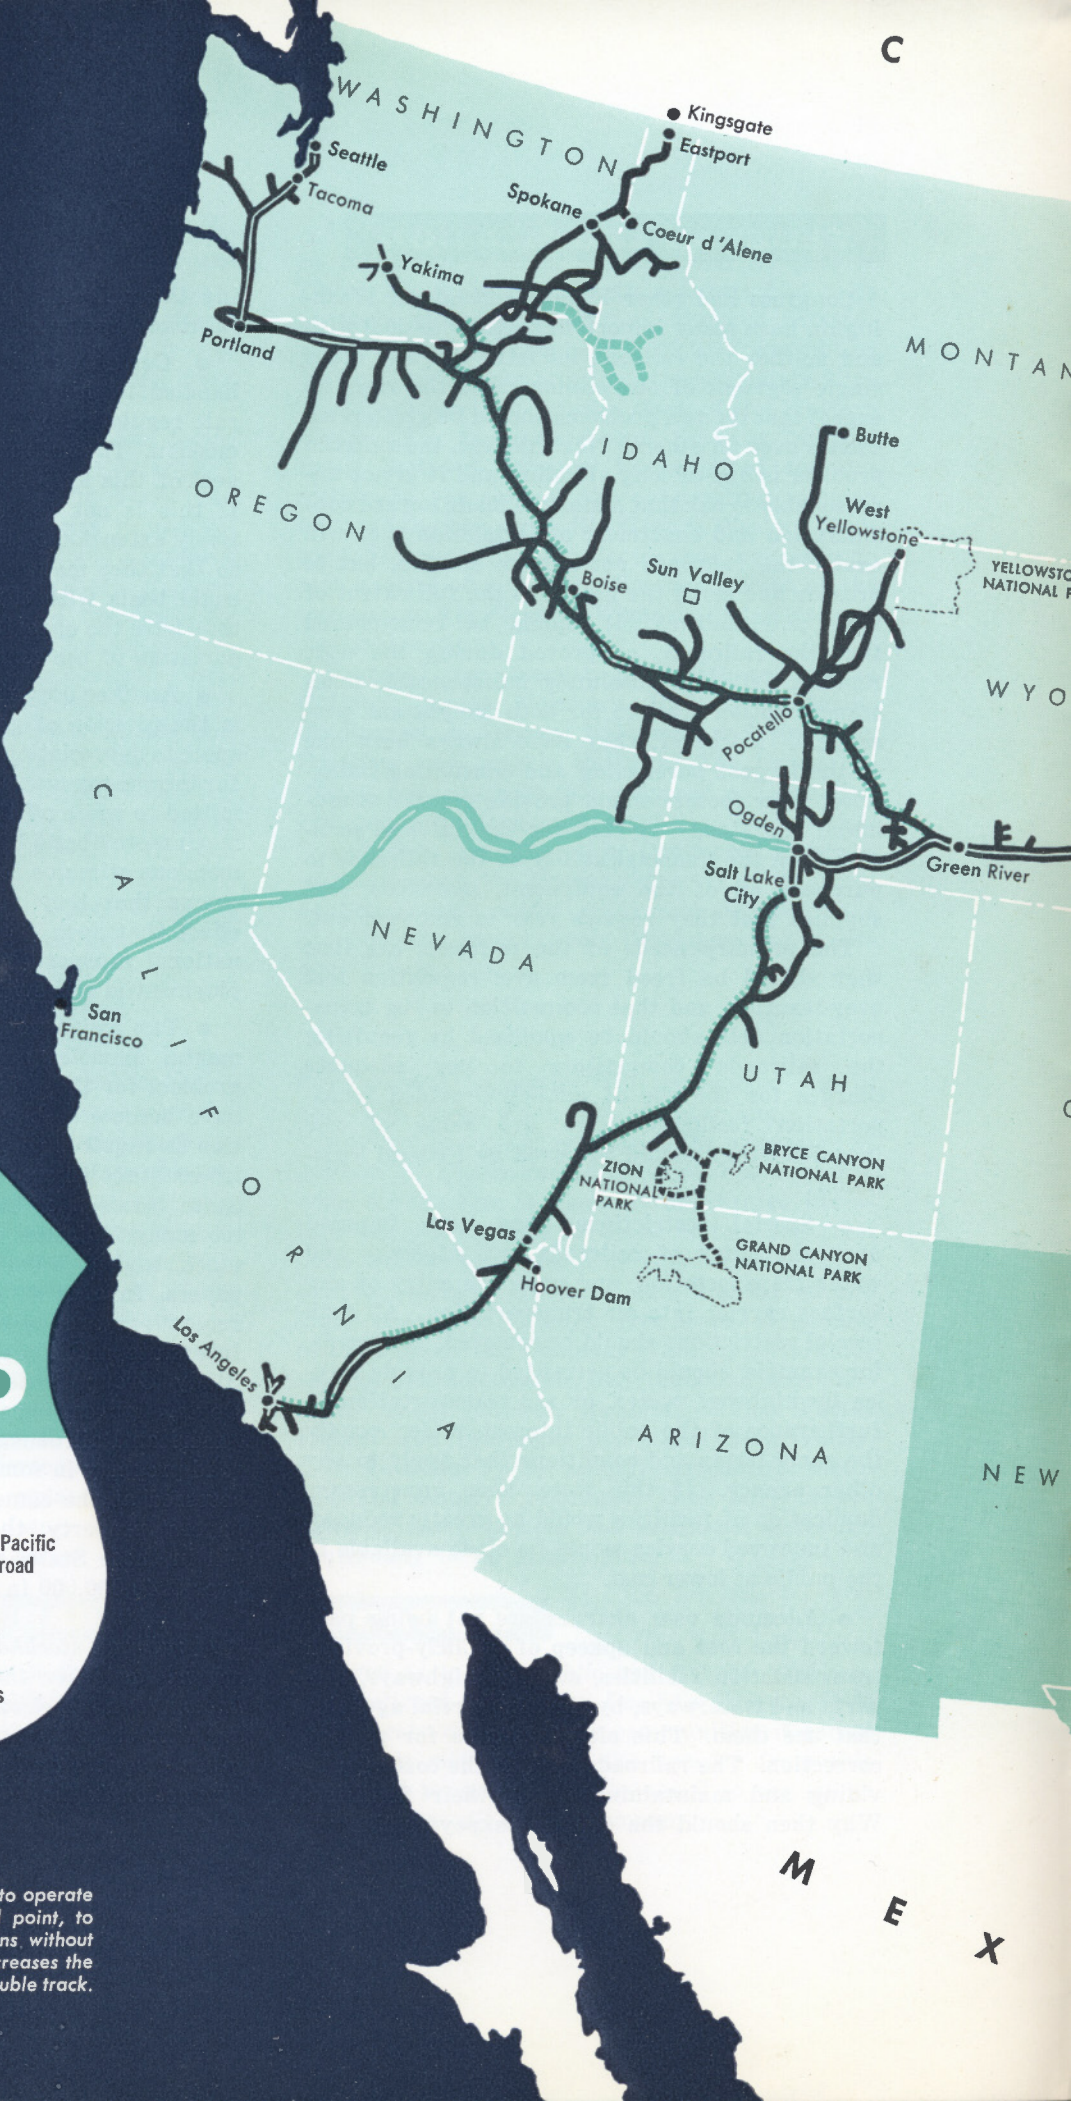 C
WASHINGTON
Kingsgate
Eastport
Seattle
Tacoma
Spokane
Coeur d'Alene
Yakima
Portland
MONTAN
IDAHO
Butte
OREGON
West
Yellowstone
YELLOWSTO
NATIONAL P
Sun Valley
Boise
WYO
Pocatello
Ogden
Green River
Salt Lake
City
NEVADA
CALIFORNIA
San
Francisco
UTAH
BRYCE CANYON
NATIONAL PARK
ZION
NATIONAL
PARK
Las Vegas
GRAND CANYON
NATIONAL PARK
Hoover Dam
Los Angeles
ARIZONA
NEW
Pacific
road
s
MEX
to operate
point, to
ns without
creases the
uble track.